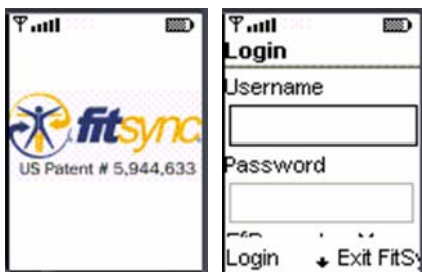 fitsync
US Patent # 5,944,633
Login
Username
Password
Login Exit FitSy